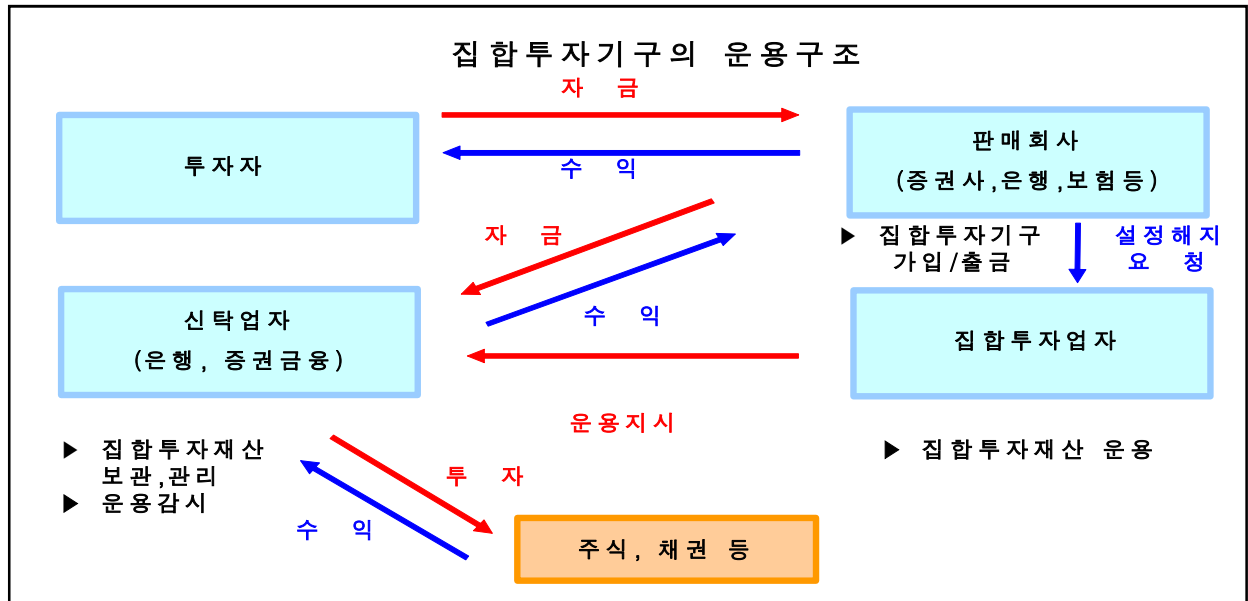 집합투자기구의 운용구조
자 금
투자자
수 익
판매회사
(증권사,은행,보험등)
자 금
▶ 집합투자기구
가입/출금
설정해지
요 청
신탁업자
(은행, 증권금융)
수 익
집합투자업자
운용지시
▶ 집합투자재산
보관,관리
▶ 운용감시
▶ 집합투자재산 운용
투 자
수 익
주식, 채권 등